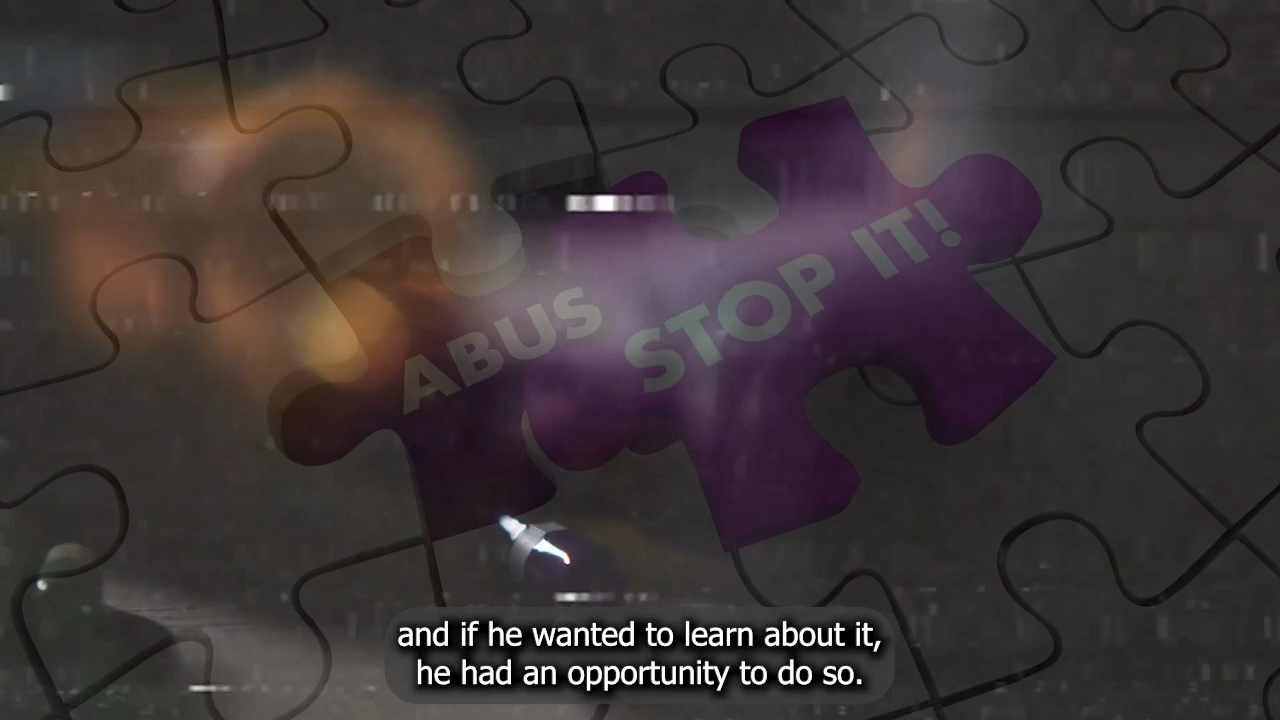 ABUS
STOP IT!
and if he wanted to learn about it,
he had an opportunity to do so.